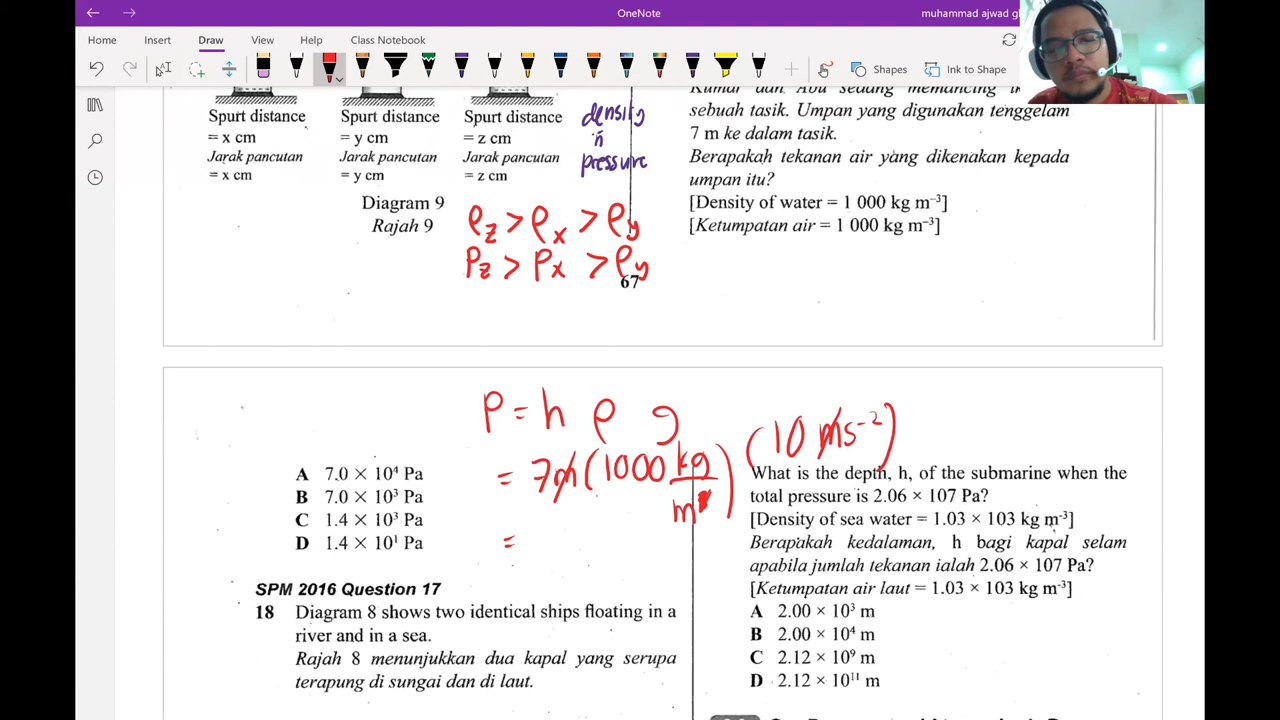 OneNote
muhammad ajwad gh
Home Insert Draw View Help Class Notebook
Shapes
Ink to Shape
Spurt distance
= x cm
Jarak pancutan
= x cm
Spurt distance
= y cm
Jarak pancutan
= y cm
Spurt distance
= z cm
Jarak pancutan
= z cm
density
n̈
pressure
Diagram 9
Rajah 9
ρz > ρx > ρy
Pz > Px > Py
67
Kumar dan Abu sedang memancing
sebuah tasik. Umpan yang digunakan tenggelam
7 m ke dalam tasik.
Berapakah tekanan air yang dikenakan kepada
umpan itu?
[Density of water = 1 000 kg m⁻³]
[Ketumpatan air = 1 000 kg m⁻³]
P = h ρ g
= 7m (1000 kg/m) (10 ms⁻²)
=
A 7.0 × 10⁴ Pa
B 7.0 × 10³ Pa
C 1.4 × 10³ Pa
D 1.4 × 10¹ Pa
SPM 2016 Question 17
18 Diagram 8 shows two identical ships floating in a
river and in a sea.
Rajah 8 menunjukkan dua kapal yang serupa
terapung di sungai dan di laut.
What is the depth, h, of the submarine when the
total pressure is 2.06 × 107 Pa?
[Density of sea water = 1.03 × 103 kg m⁻³]
Berapakah kedalaman, h bagi kapal selam
apabila jumlah tekanan ialah 2.06 × 107 Pa?
[Ketumpatan air laut = 1.03 × 103 kg m⁻³]
A 2.00 × 10³ m
B 2.00 × 10⁴ m
C 2.12 × 10⁹ m
D 2.12 × 10¹¹ m